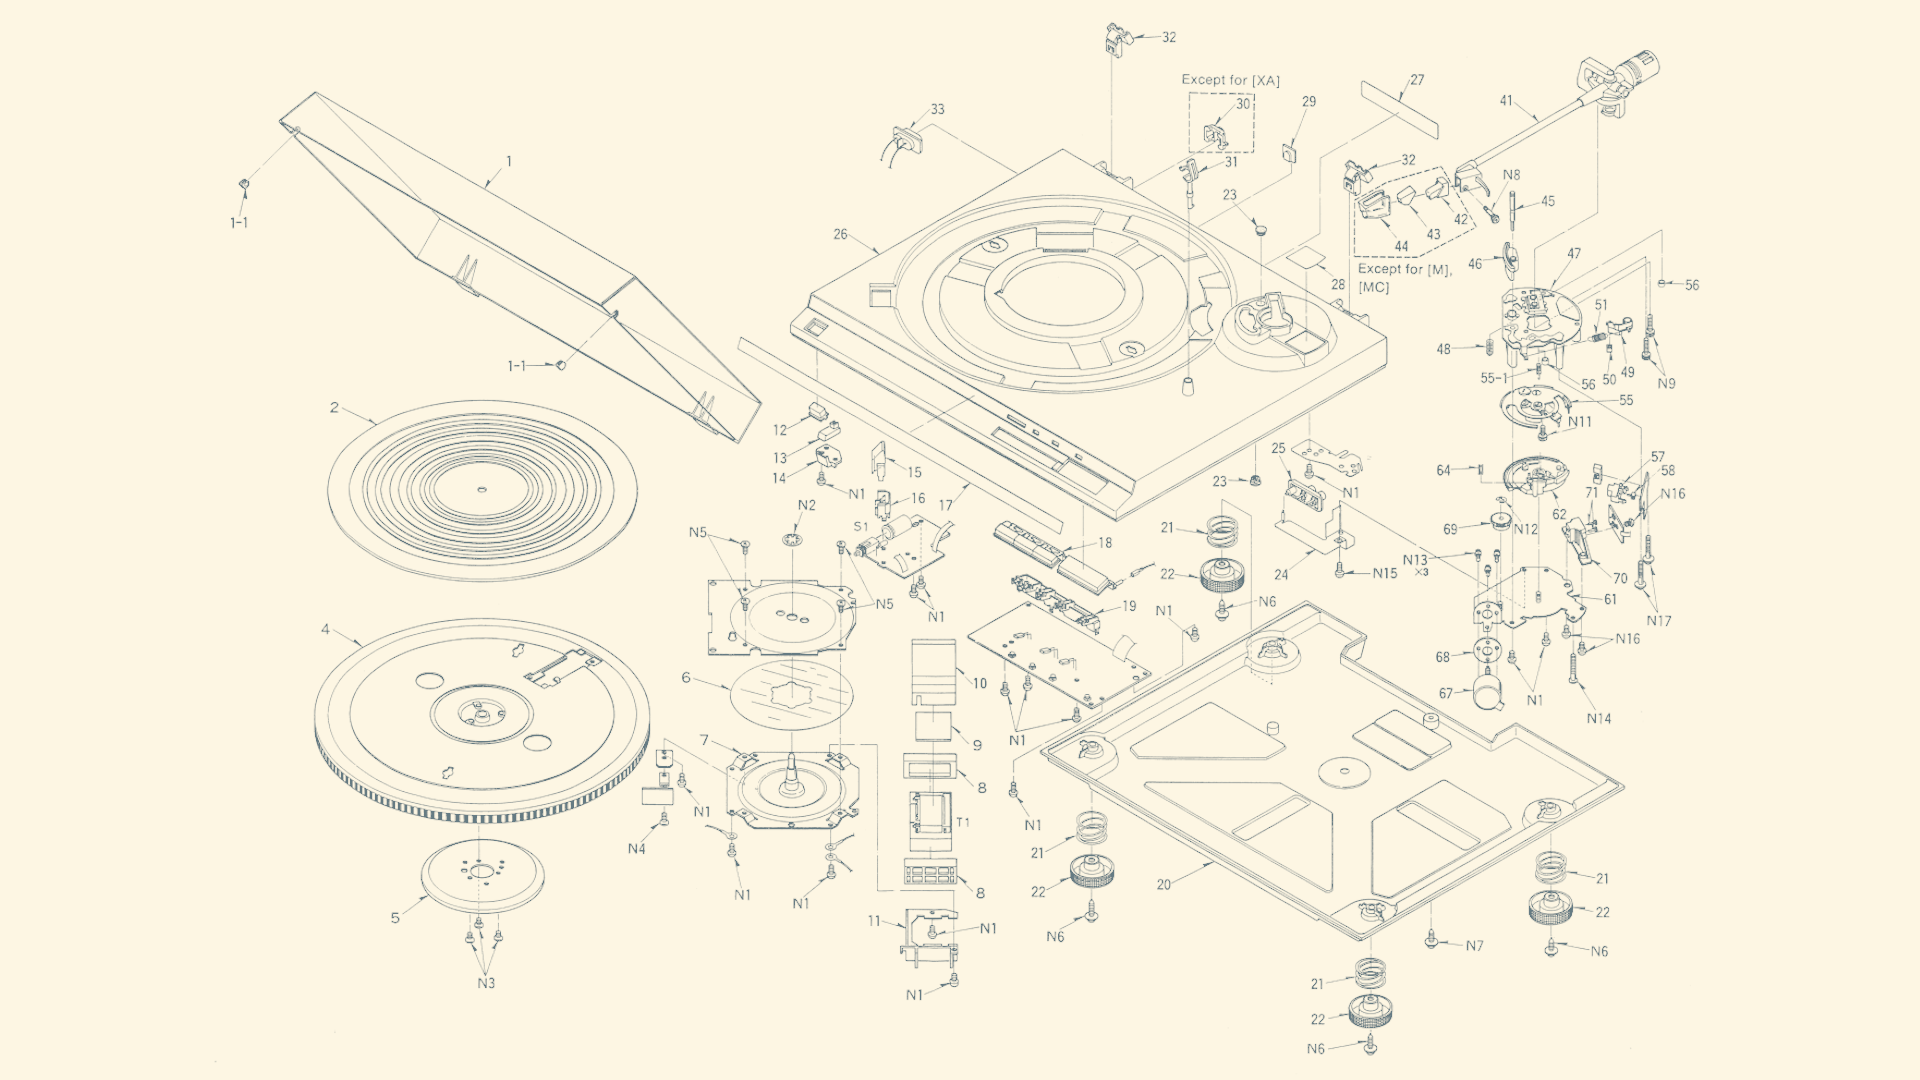 32
Except for [XA]
30
33
29
27
41
1
31
32
N8
23
45
1-1
26
42
43
44
46
47
Except for [M],
[MC]
28
56
51
48
1-1
55-1
56
50
49
N9
2
55
12
N11
13
25
14
15
64
57
58
N1
23
N1
71
N16
16
17
N2
S1
21
69
N12
62
N5
18
N13
×3
22
24
N15
70
N5
N1
19
N1
N6
61
4
N17
N16
6
10
68
67
N1
N14
7
9
N1
8
N1
T1
N1
N4
21
20
21
N1
N1
8
22
22
5
11
N1
N6
N7
N6
N3
21
N1
22
N6